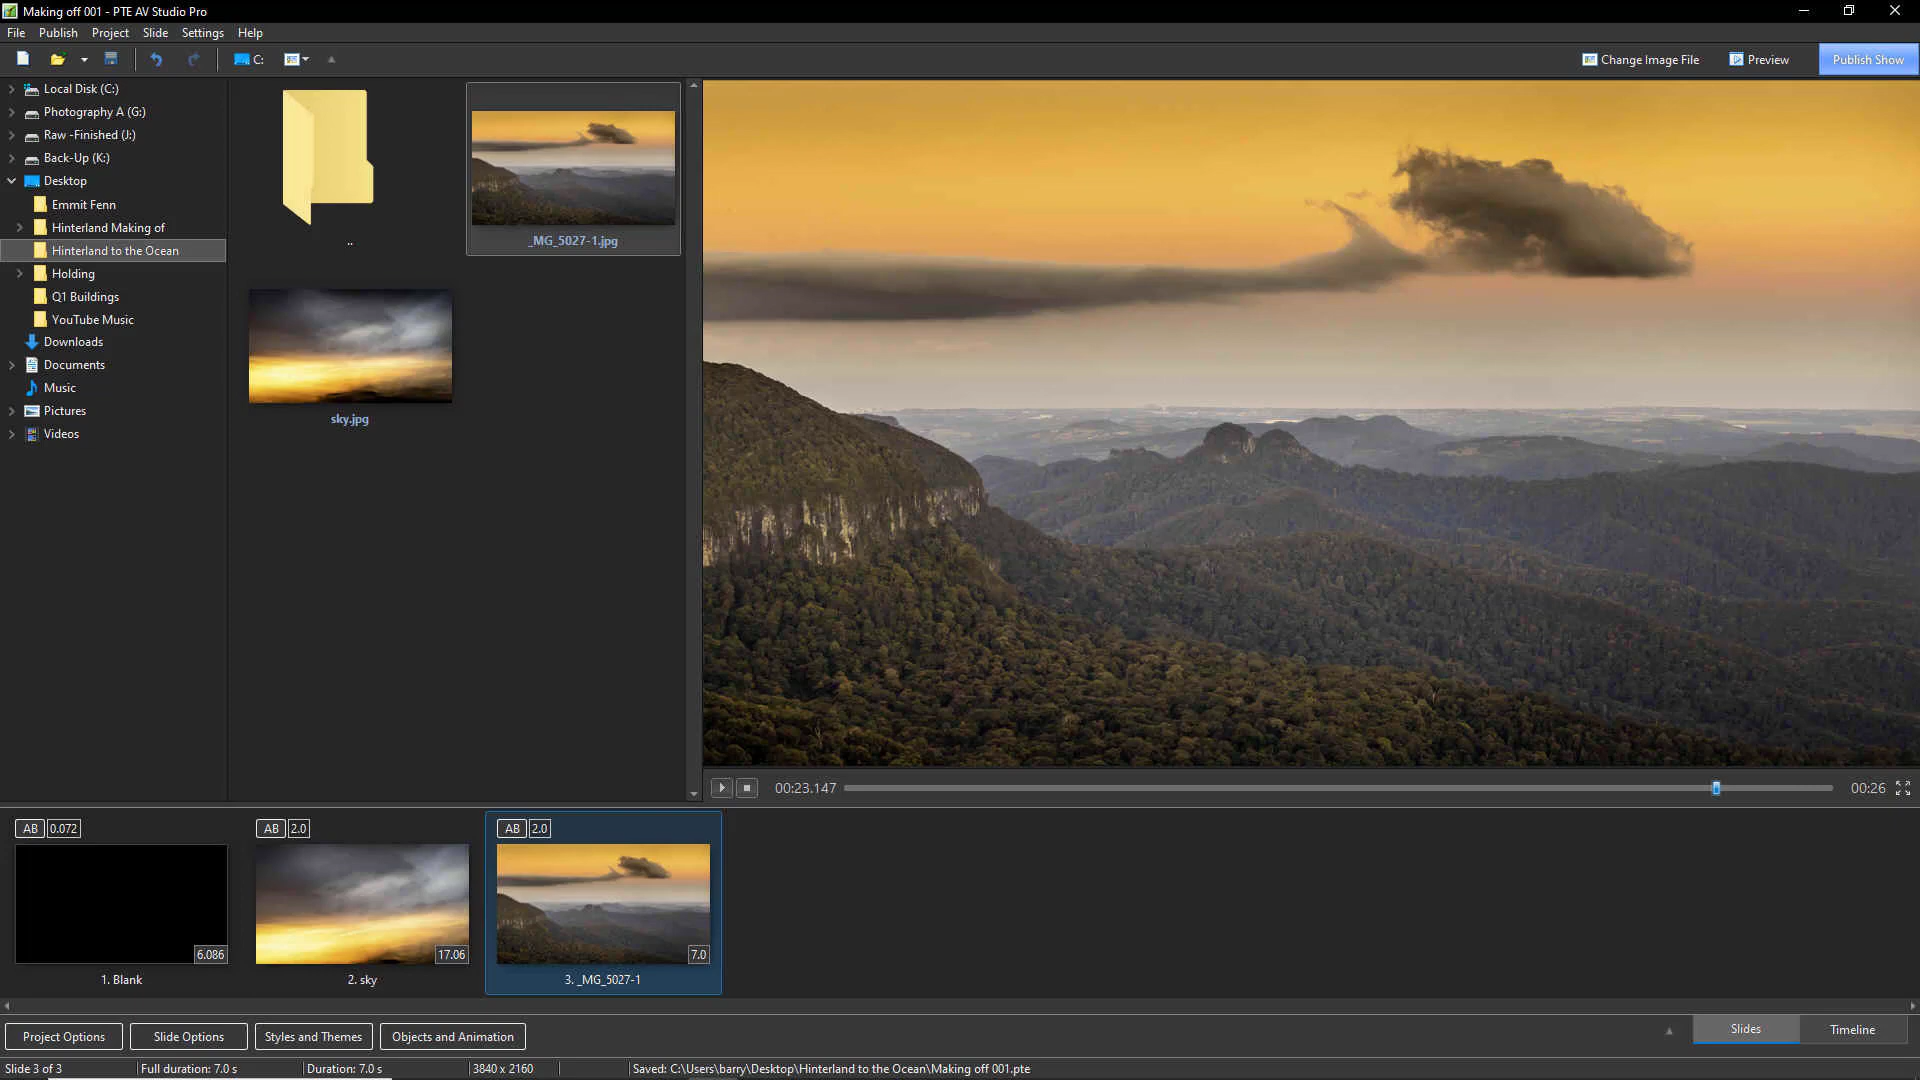 Making off 001 - PTE AV Studio Pro
File Publish Project Slide Settings Help
C: Change Image File Preview Publish Show
Local Disk (C:)
Photography A (G:)
Raw -Finished (J:)
Back-Up (K:)
Desktop
Emmit Fenn
Hinterland Making of
Hinterland to the Ocean
Holding
Q1 Buildings
YouTube Music
Downloads
Documents
Music
Pictures
Videos
..
_MG_5027-1.jpg
sky.jpg
00:23.147 00:26
AB 0.072
6.086
1. Blank
AB 2.0
17.06
2. sky
AB 2.0
7.0
3. _MG_5027-1
Project Options Slide Options Styles and Themes Objects and Animation Slides Timeline
Slide 3 of 3 Full duration: 7.0 s Duration: 7.0 s 3840 x 2160 Saved: C:\Users\barry\Desktop\Hinterland to the Ocean\Making off 001.pte